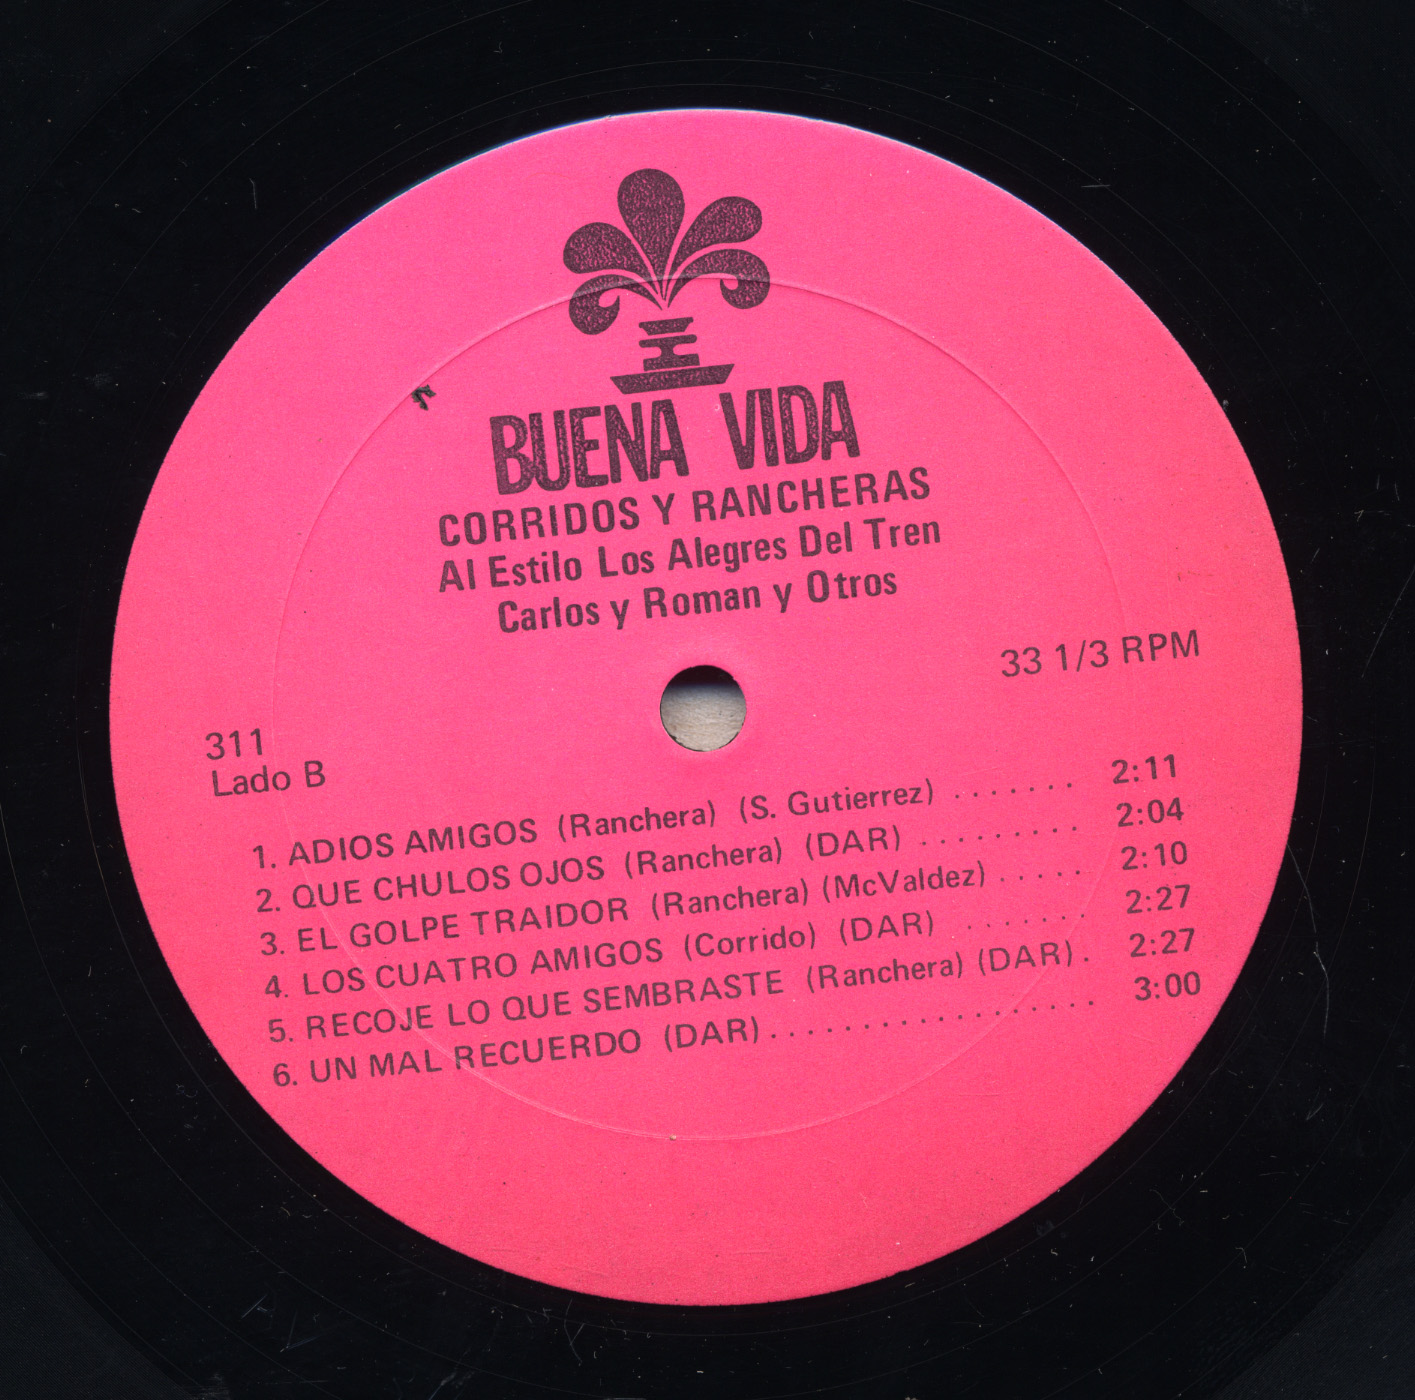 BUENA VIDA
CORRIDOS Y RANCHERAS
Al Estilo Los Alegres Del Tren
Carlos y Roman y Otros
33 1/3 RPM
311
Lado B
1. ADIOS AMIGOS (Ranchera) (S. Gutierrez) ....... 2:11
2. QUE CHULOS OJOS (Ranchera) (DAR) ......... 2:04
3. EL GOLPE TRAIDOR (Ranchera) (McValdez) ..... 2:10
4. LOS CUATRO AMIGOS (Corrido) (DAR) ....... 2:27
5. RECOJE LO QUE SEMBRASTE (Ranchera) (DAR). 2:27
6. UN MAL RECUERDO (DAR).................. 3:00